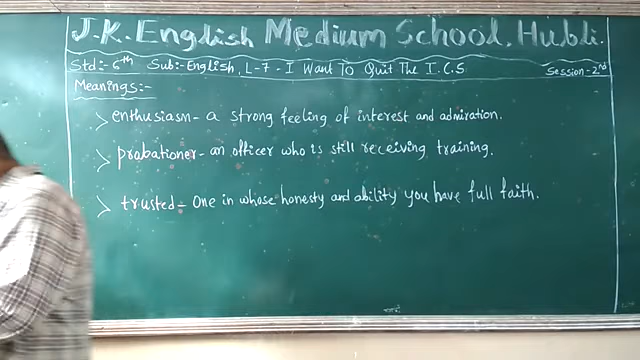 J.K. English Medium School, Hubli.
Std:- 6th Sub:- English, L-7- I Want To Quit The I.C.S Session-2nd
Meanings:-
> enthusiasm- a strong feeling of interest and admiration.
> probationer- an officer who is still receiving training.
> trusted- One in whose honesty and ability you have full faith.